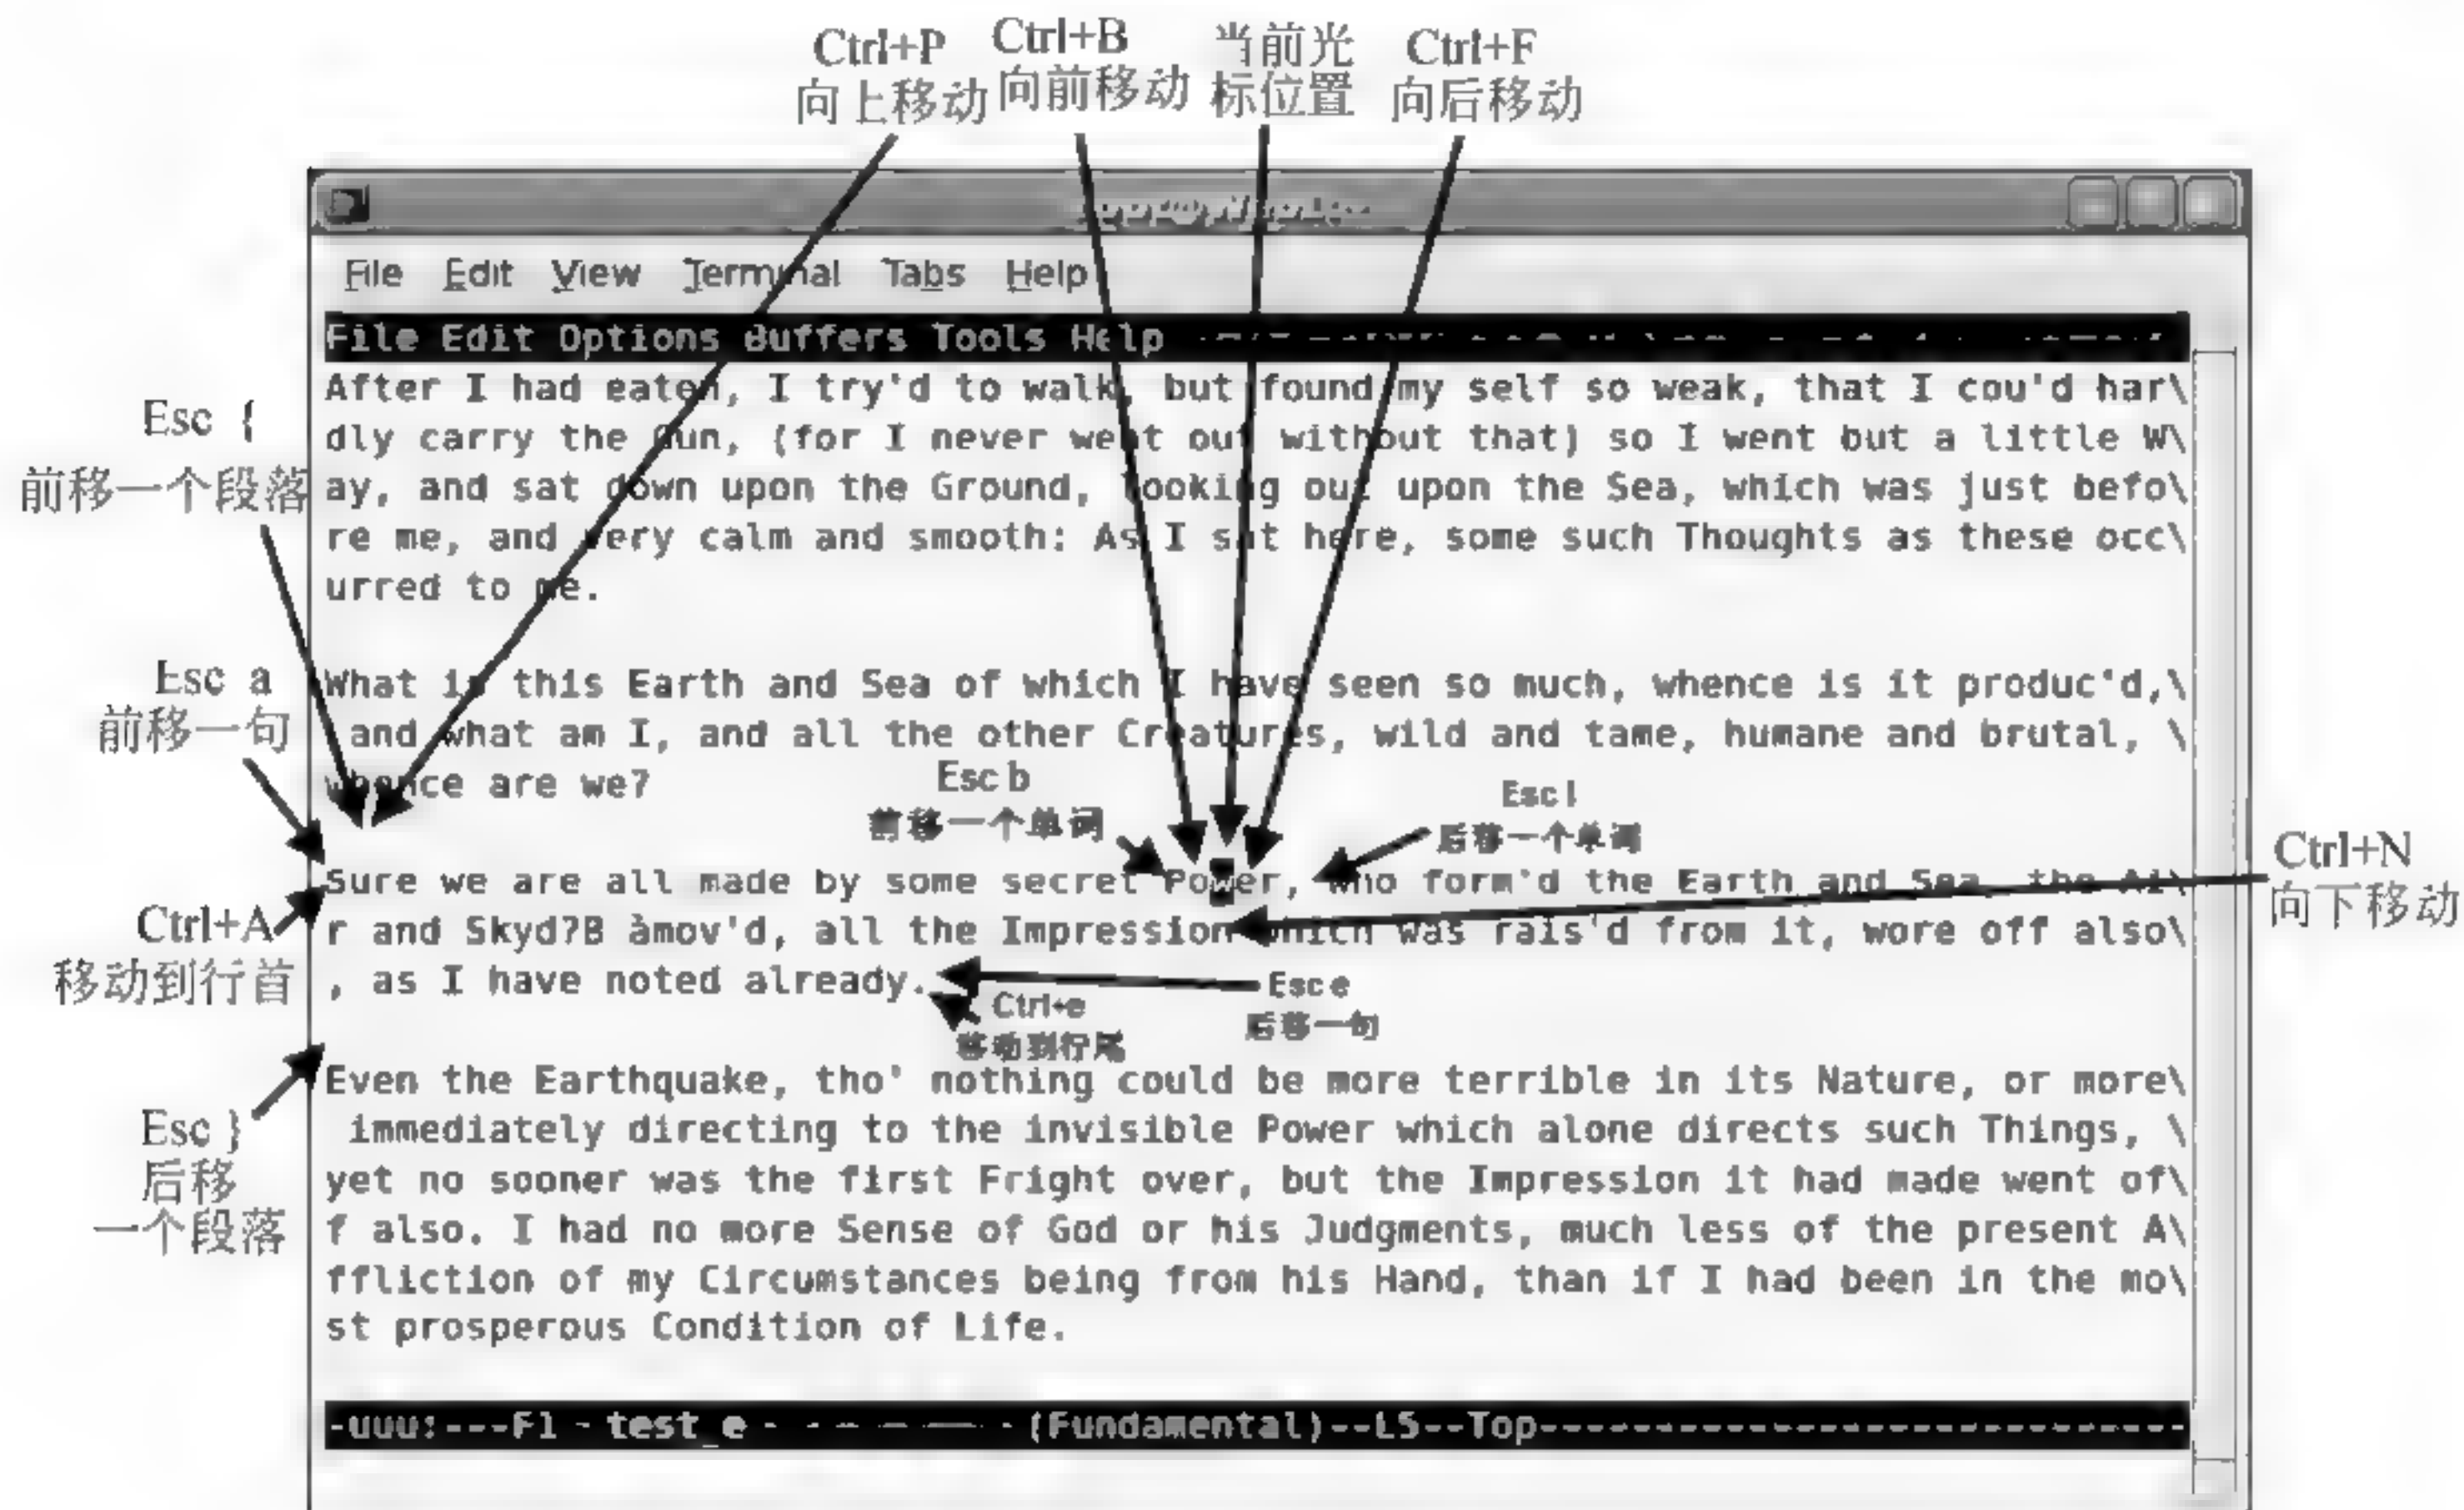 Ctrl+P
向上移动
Ctrl+B
向前移动
当前光
标位置
Ctrl+F
向后移动
File Edit View Terminal Tabs Help
File Edit Options Buffers Tools Help
Esc {
前移一个段落
After I had eaten, I try'd to walk, but found my self so weak, that I cou'd har\
dly carry the Gun, (for I never went out without that) so I went but a little W\
ay, and sat down upon the Ground, looking out upon the Sea, which was just befo\
re me, and very calm and smooth: As I sat here, some such Thoughts as these occ\
urred to me.
Esc a
前移一句
What is this Earth and Sea of which I have seen so much, whence is it produc'd,\
and what am I, and all the other Creatures, wild and tame, humane and brutal, \
whence are we?
Esc b
前移一个单词
Esc
后移一个单词
Ctrl+N
向下移动
Sure we are all made by some secret Power, who form'd the Earth and Sea, the Ai\
r and Skyd?B àmov'd, all the Impression which was rais'd from it, wore off also\
, as I have noted already.
Ctrl+A
移动到行首
Esc e
后移一句
Ctrl+e
移动到行尾
Esc }
后移
一个段落
Even the Earthquake, tho' nothing could be more terrible in its Nature, or more\
immediately directing to the invisible Power which alone directs such Things, \
yet no sooner was the first Fright over, but the Impression it had made went of\
f also. I had no more Sense of God or his Judgments, much less of the present A\
ffliction of my Circumstances being from his Hand, than if I had been in the mo\
st prosperous Condition of Life.
-uuu:---F1 - test_e - - - - - - (Fundamental)--L5--Top----------------------------